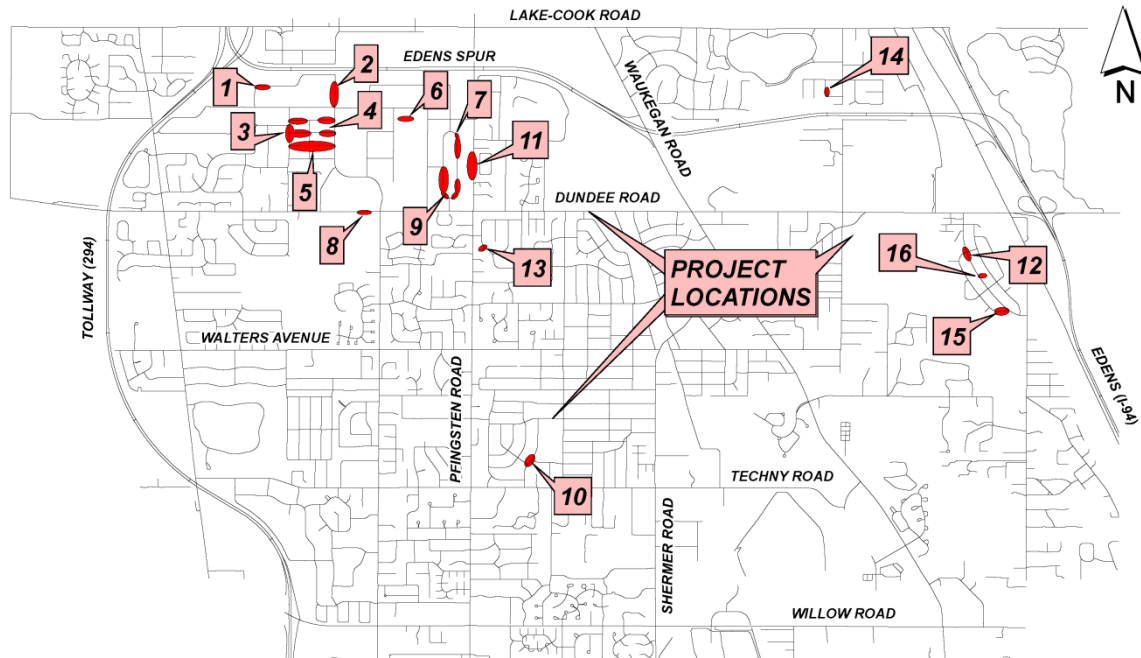 LAKE-COOK ROAD
EDENS SPUR
WAUKEGAN ROAD
N
1
2
3
4
5
6
7
14
11
DUNDEE ROAD
8
9
13
PROJECT
LOCATIONS
16
12
15
TOLLWAY (294)
WALTERS AVENUE
PFINGSTEN ROAD
EDENS (I-94)
10
TECHNY ROAD
SHERMER ROAD
WILLOW ROAD